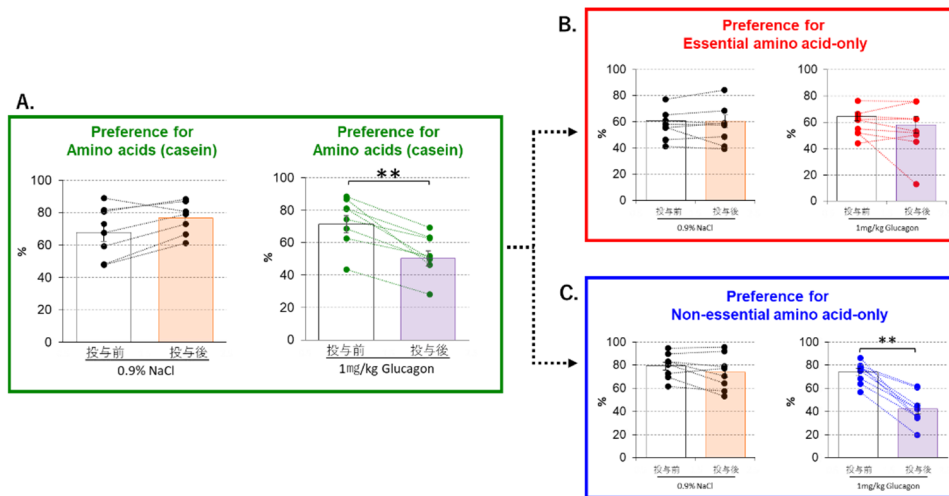 A.
Preference for
Amino acids (casein)
100
80
60
40
20
0
%
投与前
投与後
0.9% NaCl
Preference for
Amino acids (casein)
**
100
80
60
40
20
0
%
投与前
投与後
1mg/kg Glucagon
B.
Preference for
Essential amino acid-only
100
80
60
40
20
0
%
投与前
投与後
0.9% NaCl
100
80
60
40
20
0
%
投与前
投与後
1mg/kg Glucagon
C.
Preference for
Non-essential amino acid-only
100
80
60
40
20
0
%
投与前
投与後
0.9% NaCl
**
100
80
60
40
20
0
%
投与前
投与後
1mg/kg Glucagon